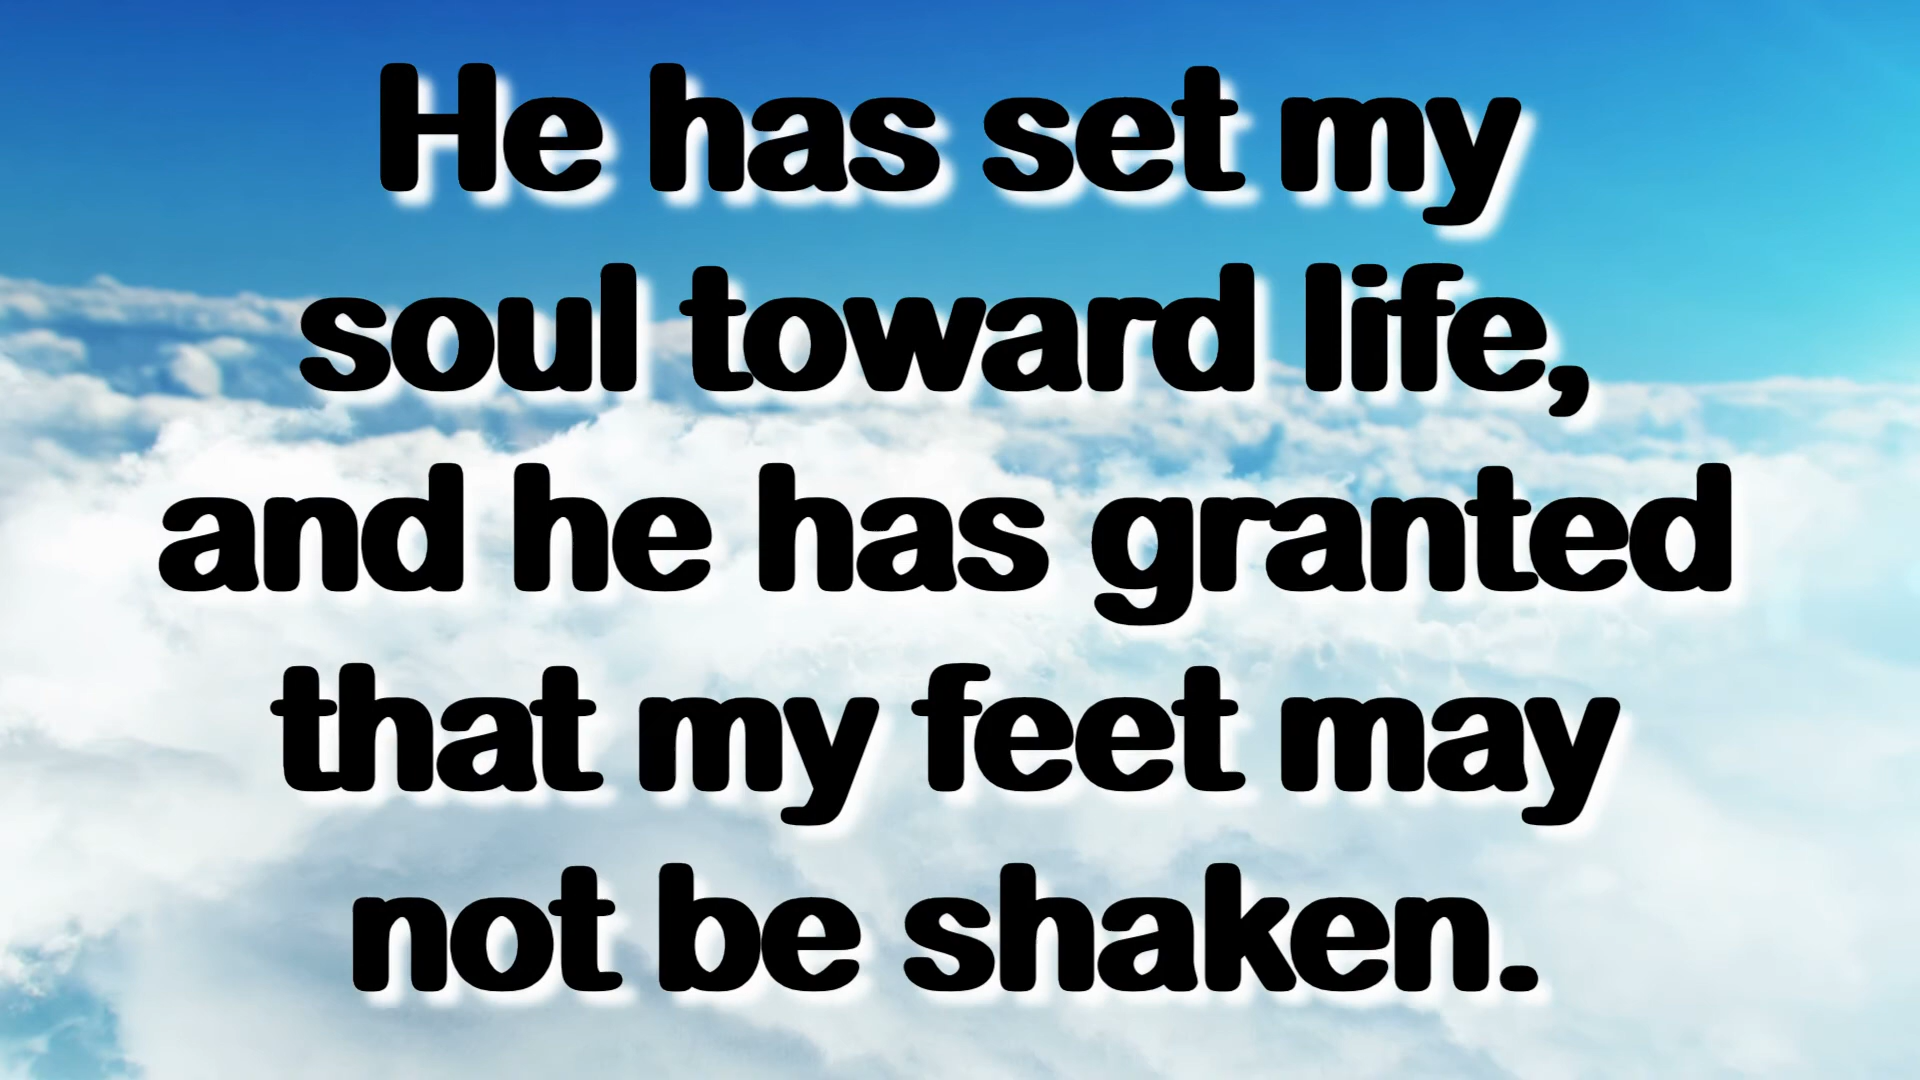 He has set my
soul toward life,
and he has granted
that my feet may
not be shaken.